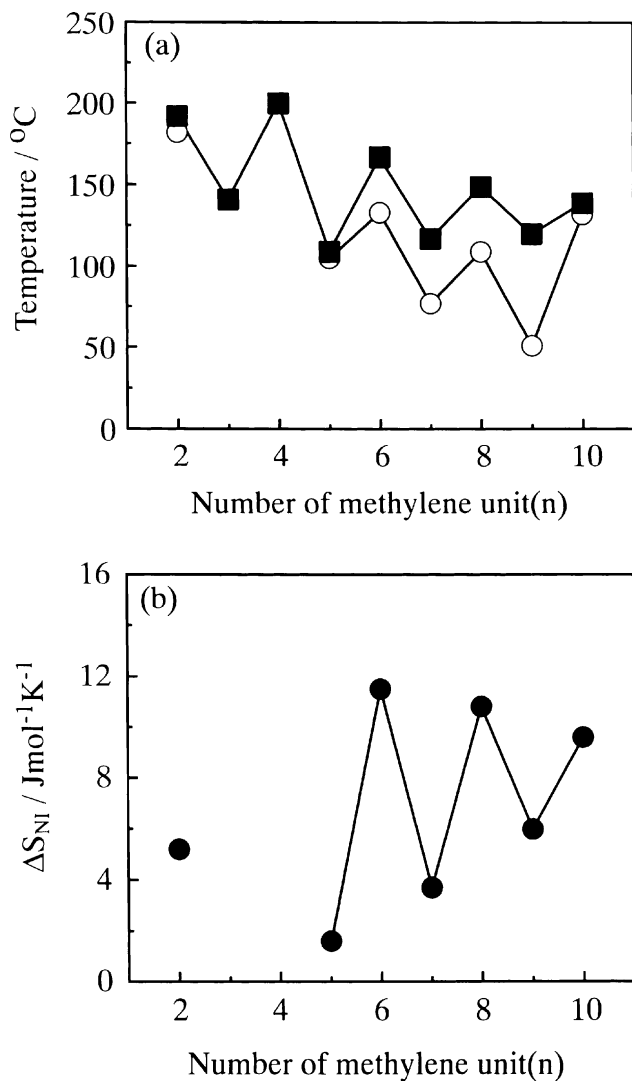 (a)
250
200
150
100
50
0
Temperature / °C
2 4 6 8 10
Number of methylene unit(n)
(b)
16
12
8
4
0
ΔS_NI / Jmol⁻¹K⁻¹
2 4 6 8 10
Number of methylene unit(n)